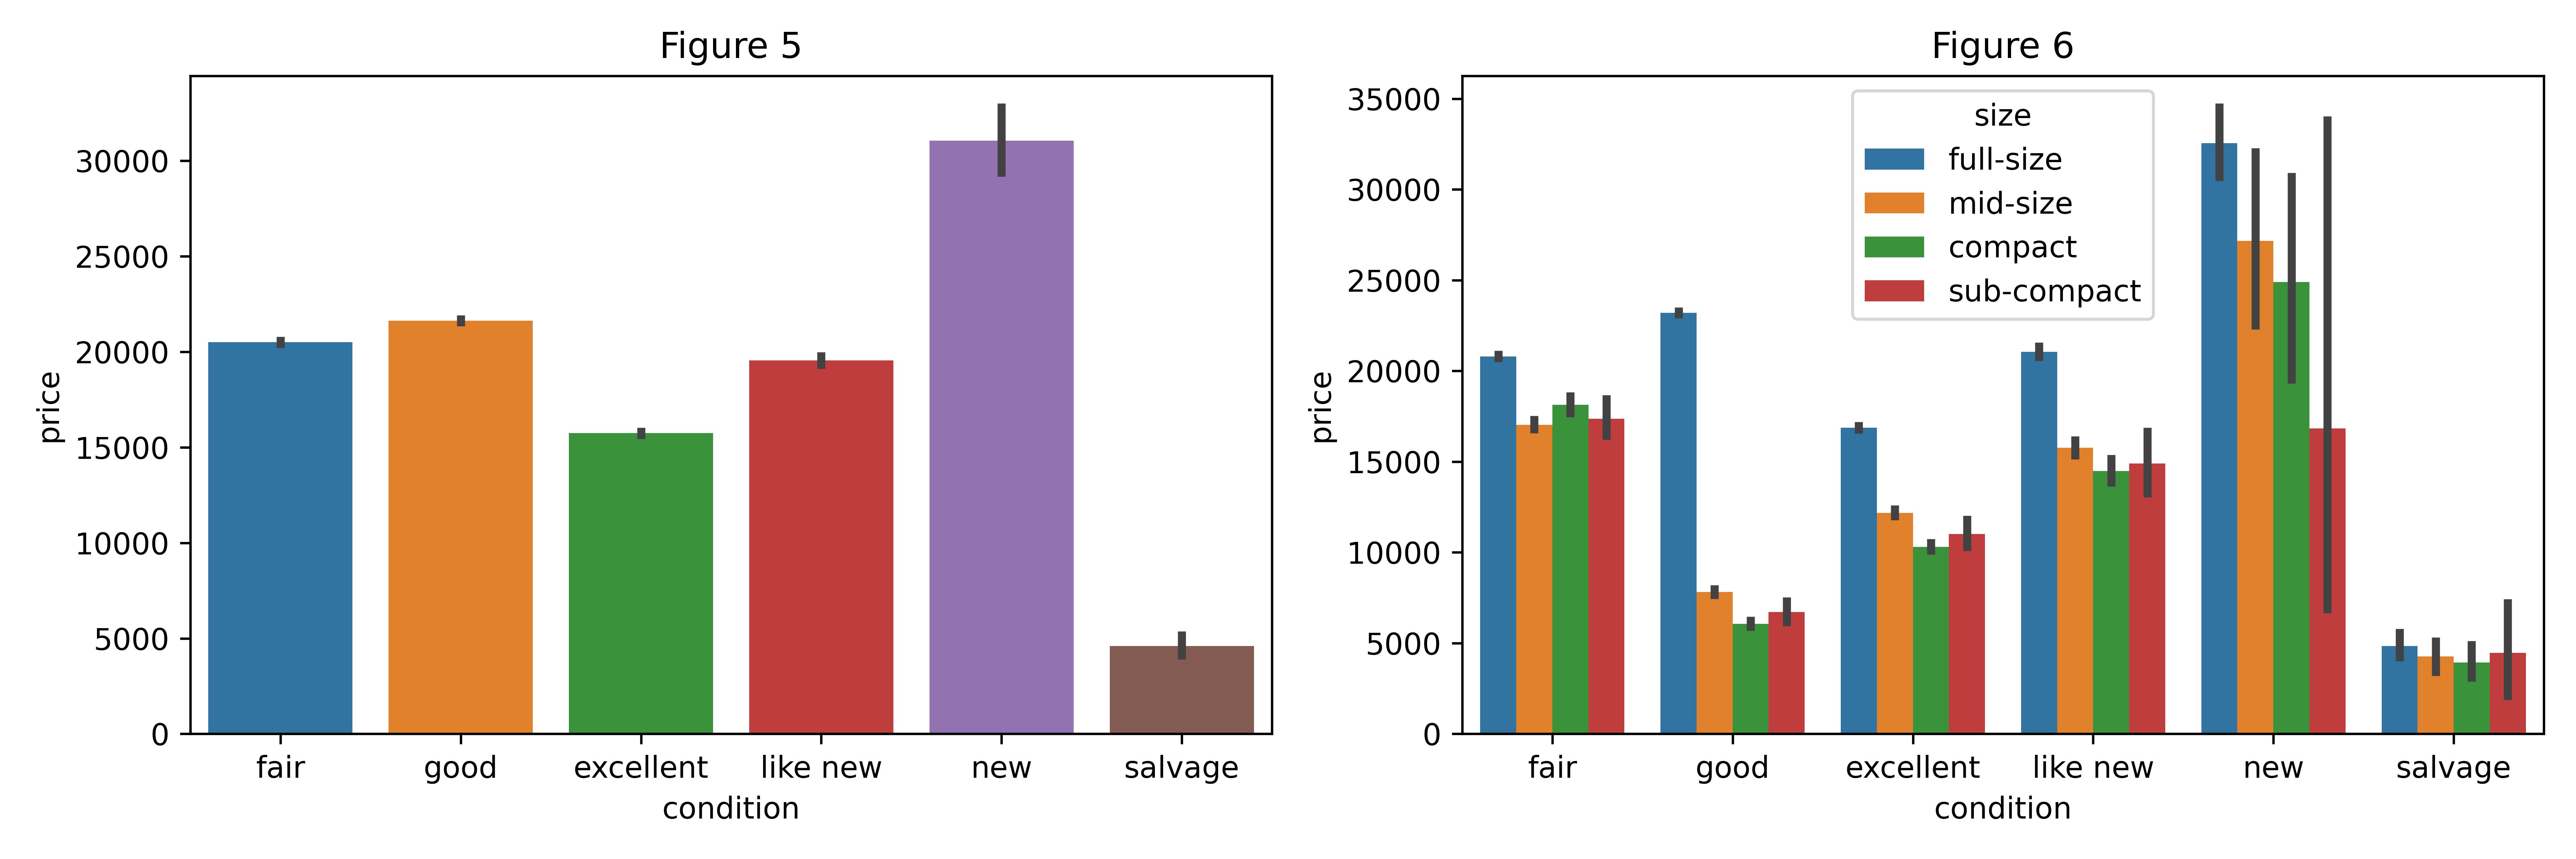 Figure 5
30000
25000
20000
15000
10000
5000
0
price
fair good excellent like new new salvage
condition
Figure 6
35000
30000
25000
20000
15000
10000
5000
0
price
size
full-size
mid-size
compact
sub-compact
fair good excellent like new new salvage
condition